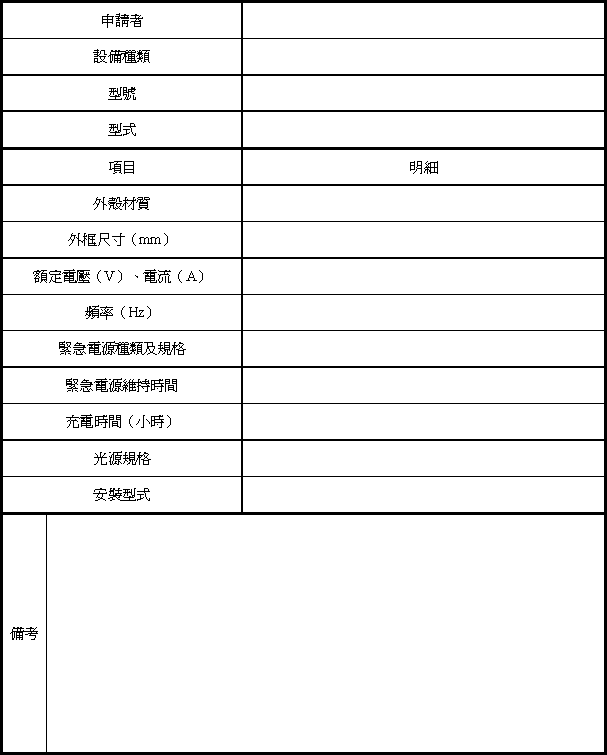 申請者
設備種類
型號
型式
項目 明細
外殼材質
外框尺寸（mm）
額定電壓（V）、電流（A）
頻率（Hz）
緊急電源種類及規格
緊急電源維持時間
充電時間（小時）
光源規格
安裝型式
備考